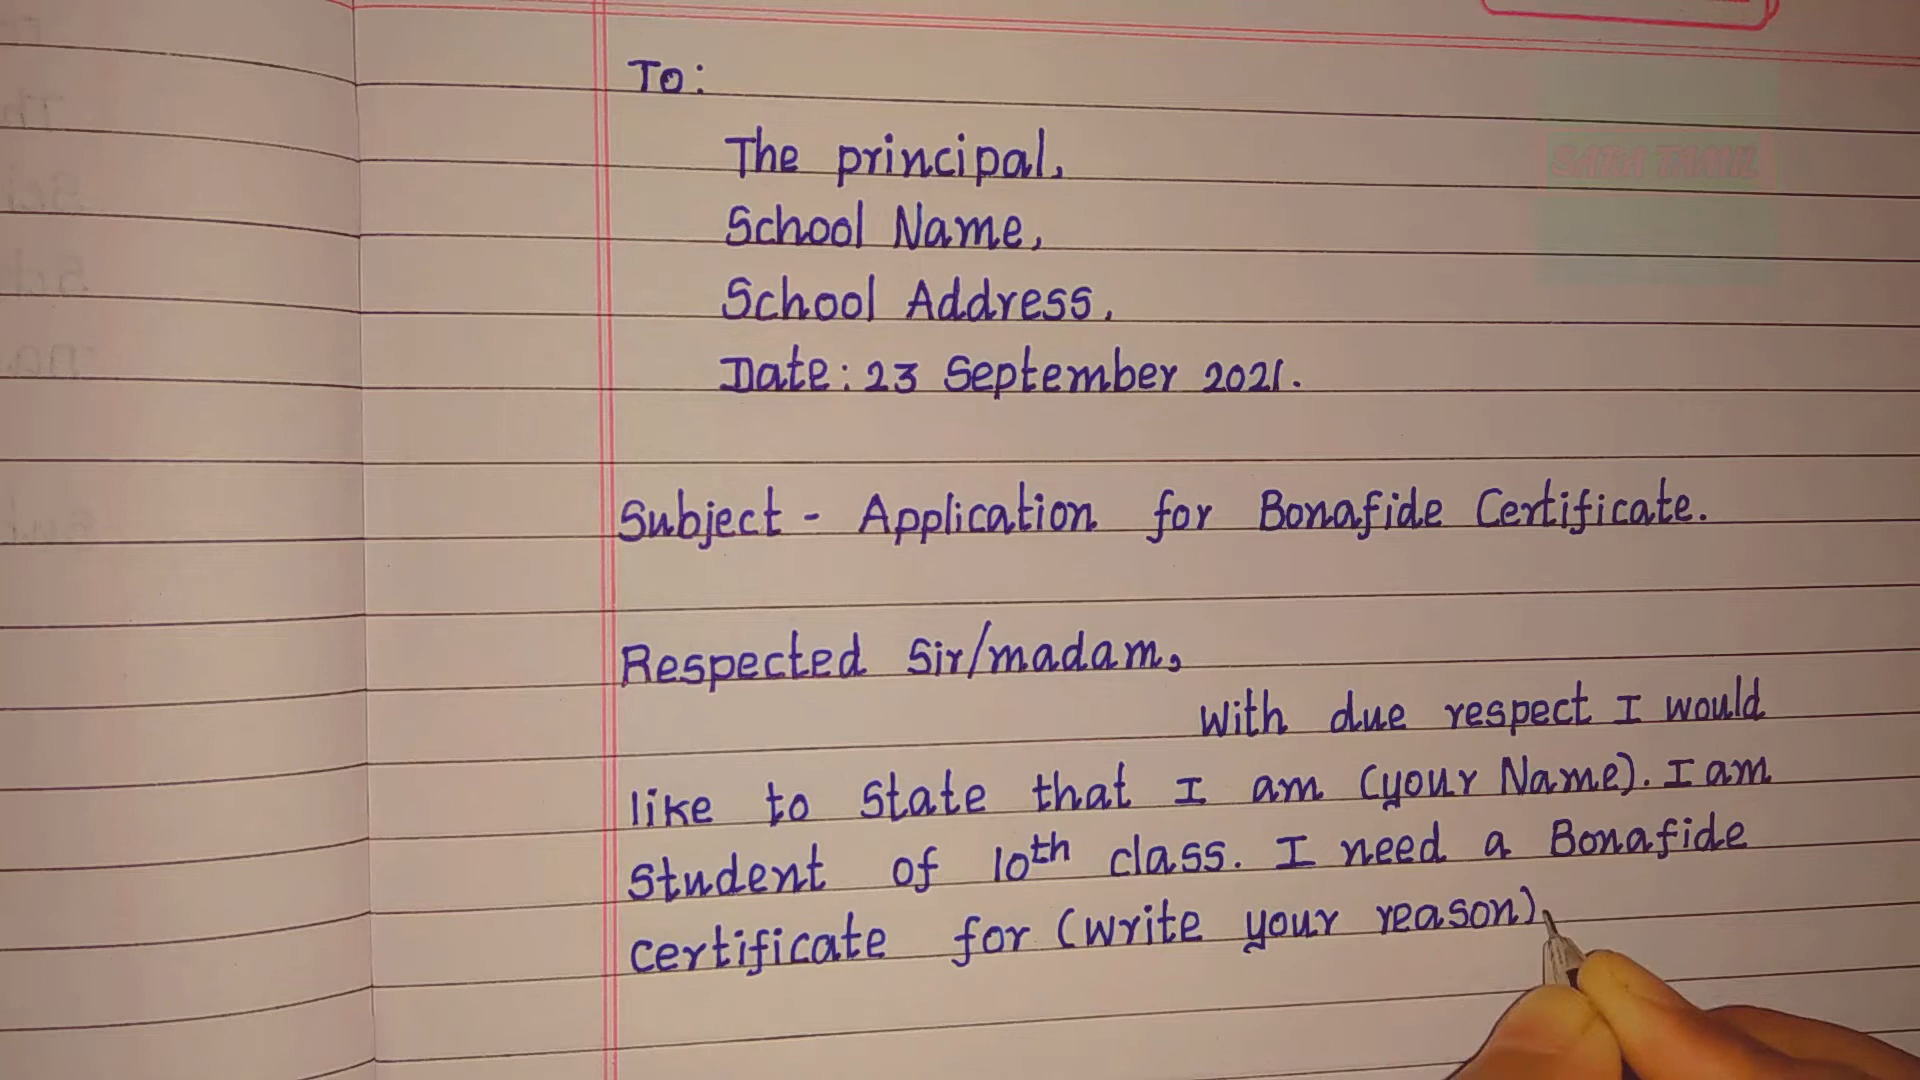 To:
The principal,
School Name,
School Address,
Date: 23 September 2021.
Subject - Application for Bonafide Certificate.
Respected Sir/madam,
With due respect I would
like to state that I am (your Name). I am
student of 10th class. I need a Bonafide
certificate for (write your reason).
SARA TAMIL